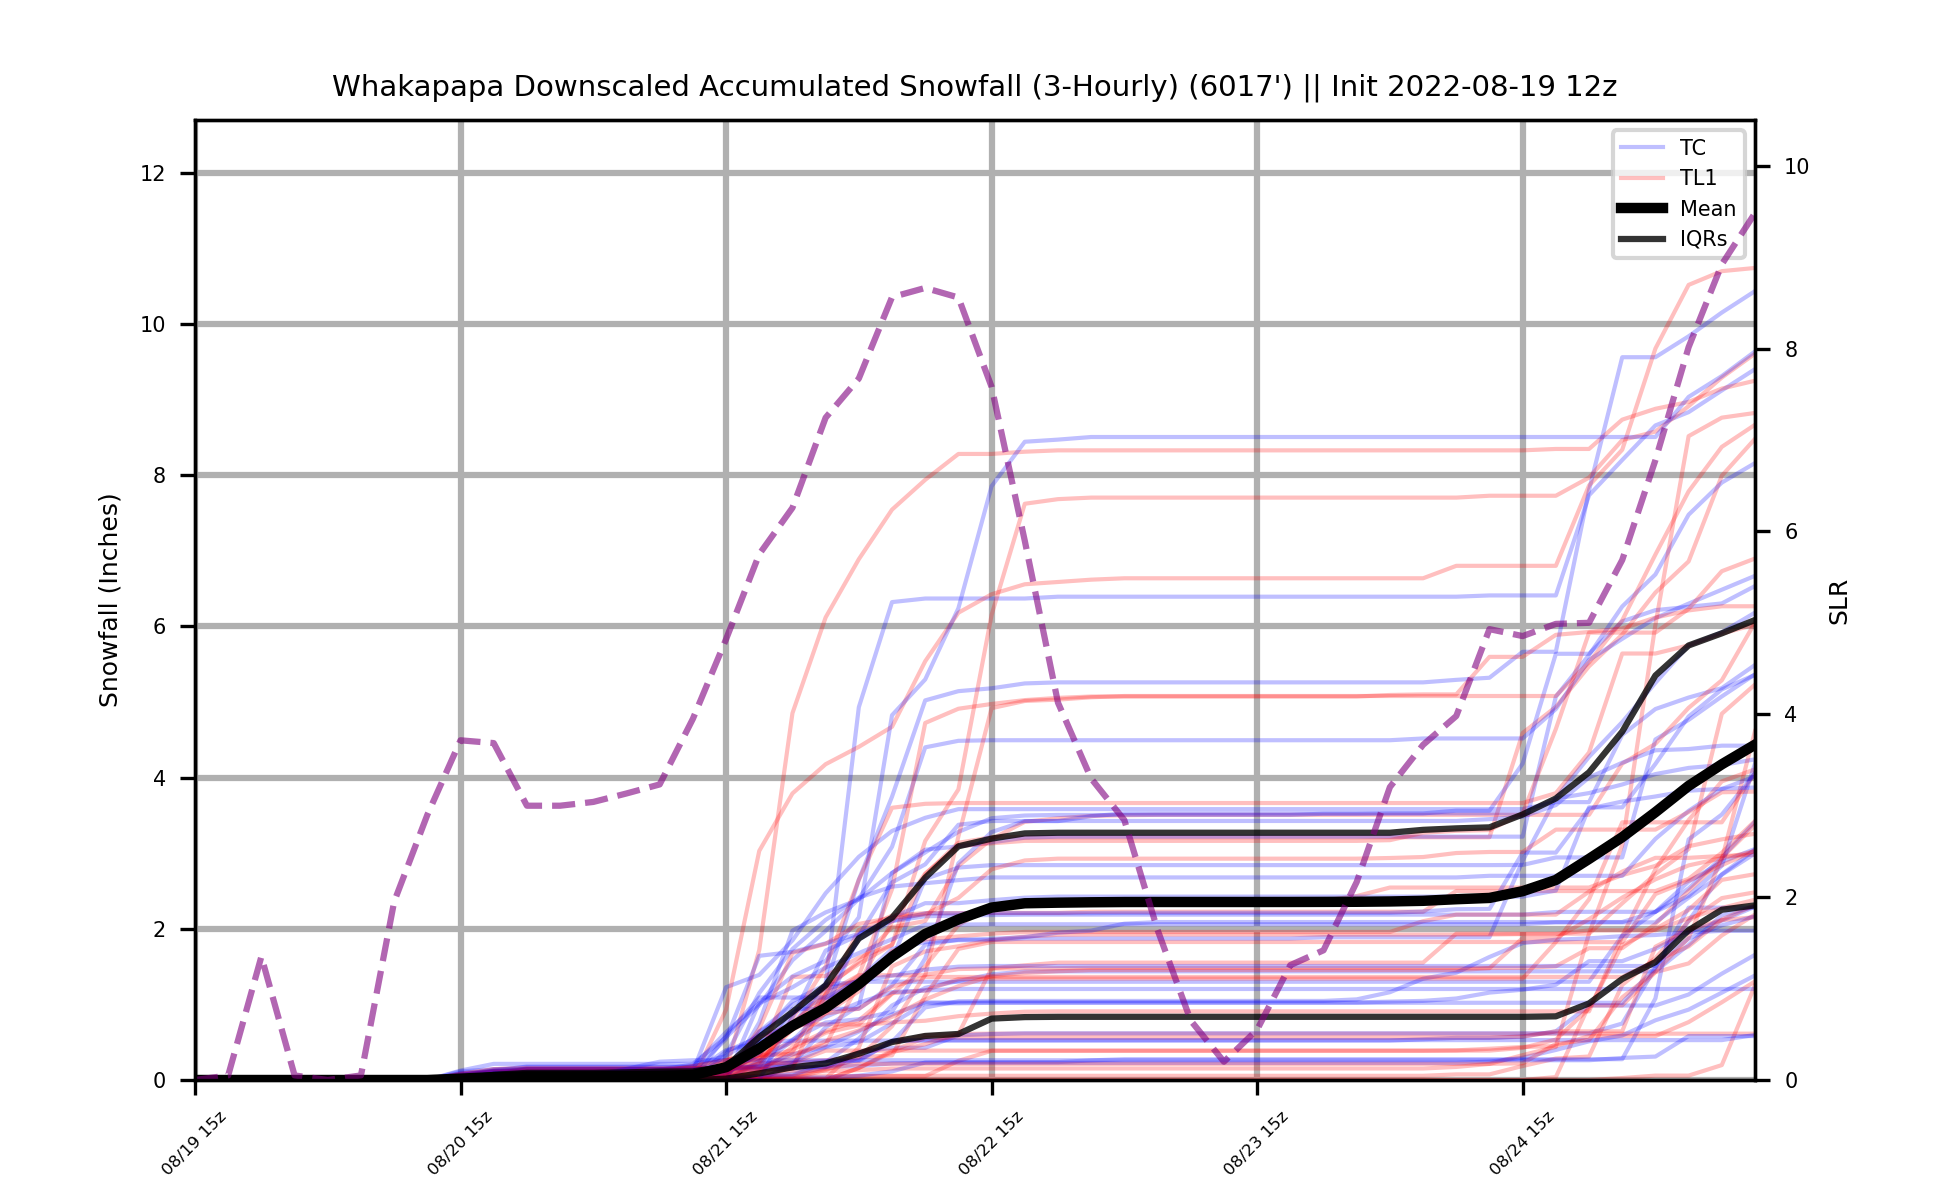 Whakapapa Downscaled Accumulated Snowfall (3-Hourly) (6017') || Init 2022-08-19 12z
TC
TL1
Mean
IQRs
Snowfall (Inches)
12
10
8
6
4
2
0
SLR
10
8
6
4
2
0
08/19 15z
08/20 15z
08/21 15z
08/22 15z
08/23 15z
08/24 15z